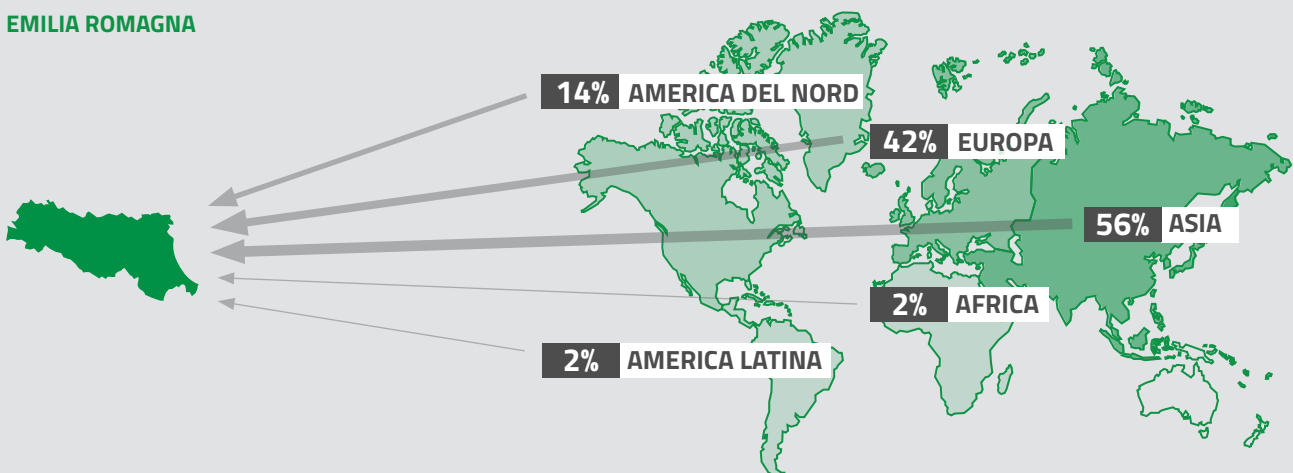 EMILIA ROMAGNA
14% AMERICA DEL NORD
42% EUROPA
56% ASIA
2% AFRICA
2% AMERICA LATINA